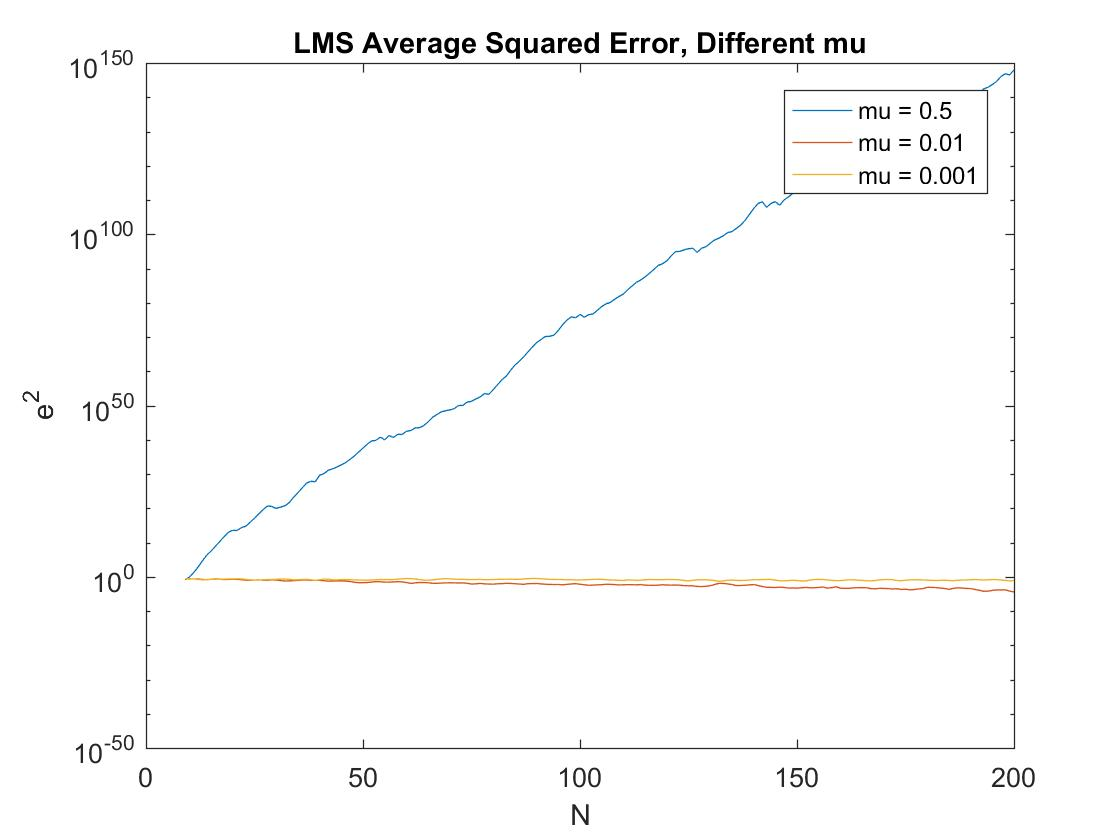 LMS Average Squared Error, Different mu
10^150
10^100
10^50
10^0
10^-50
e^2
mu = 0.5
mu = 0.01
mu = 0.001
0 50 100 150 200
N